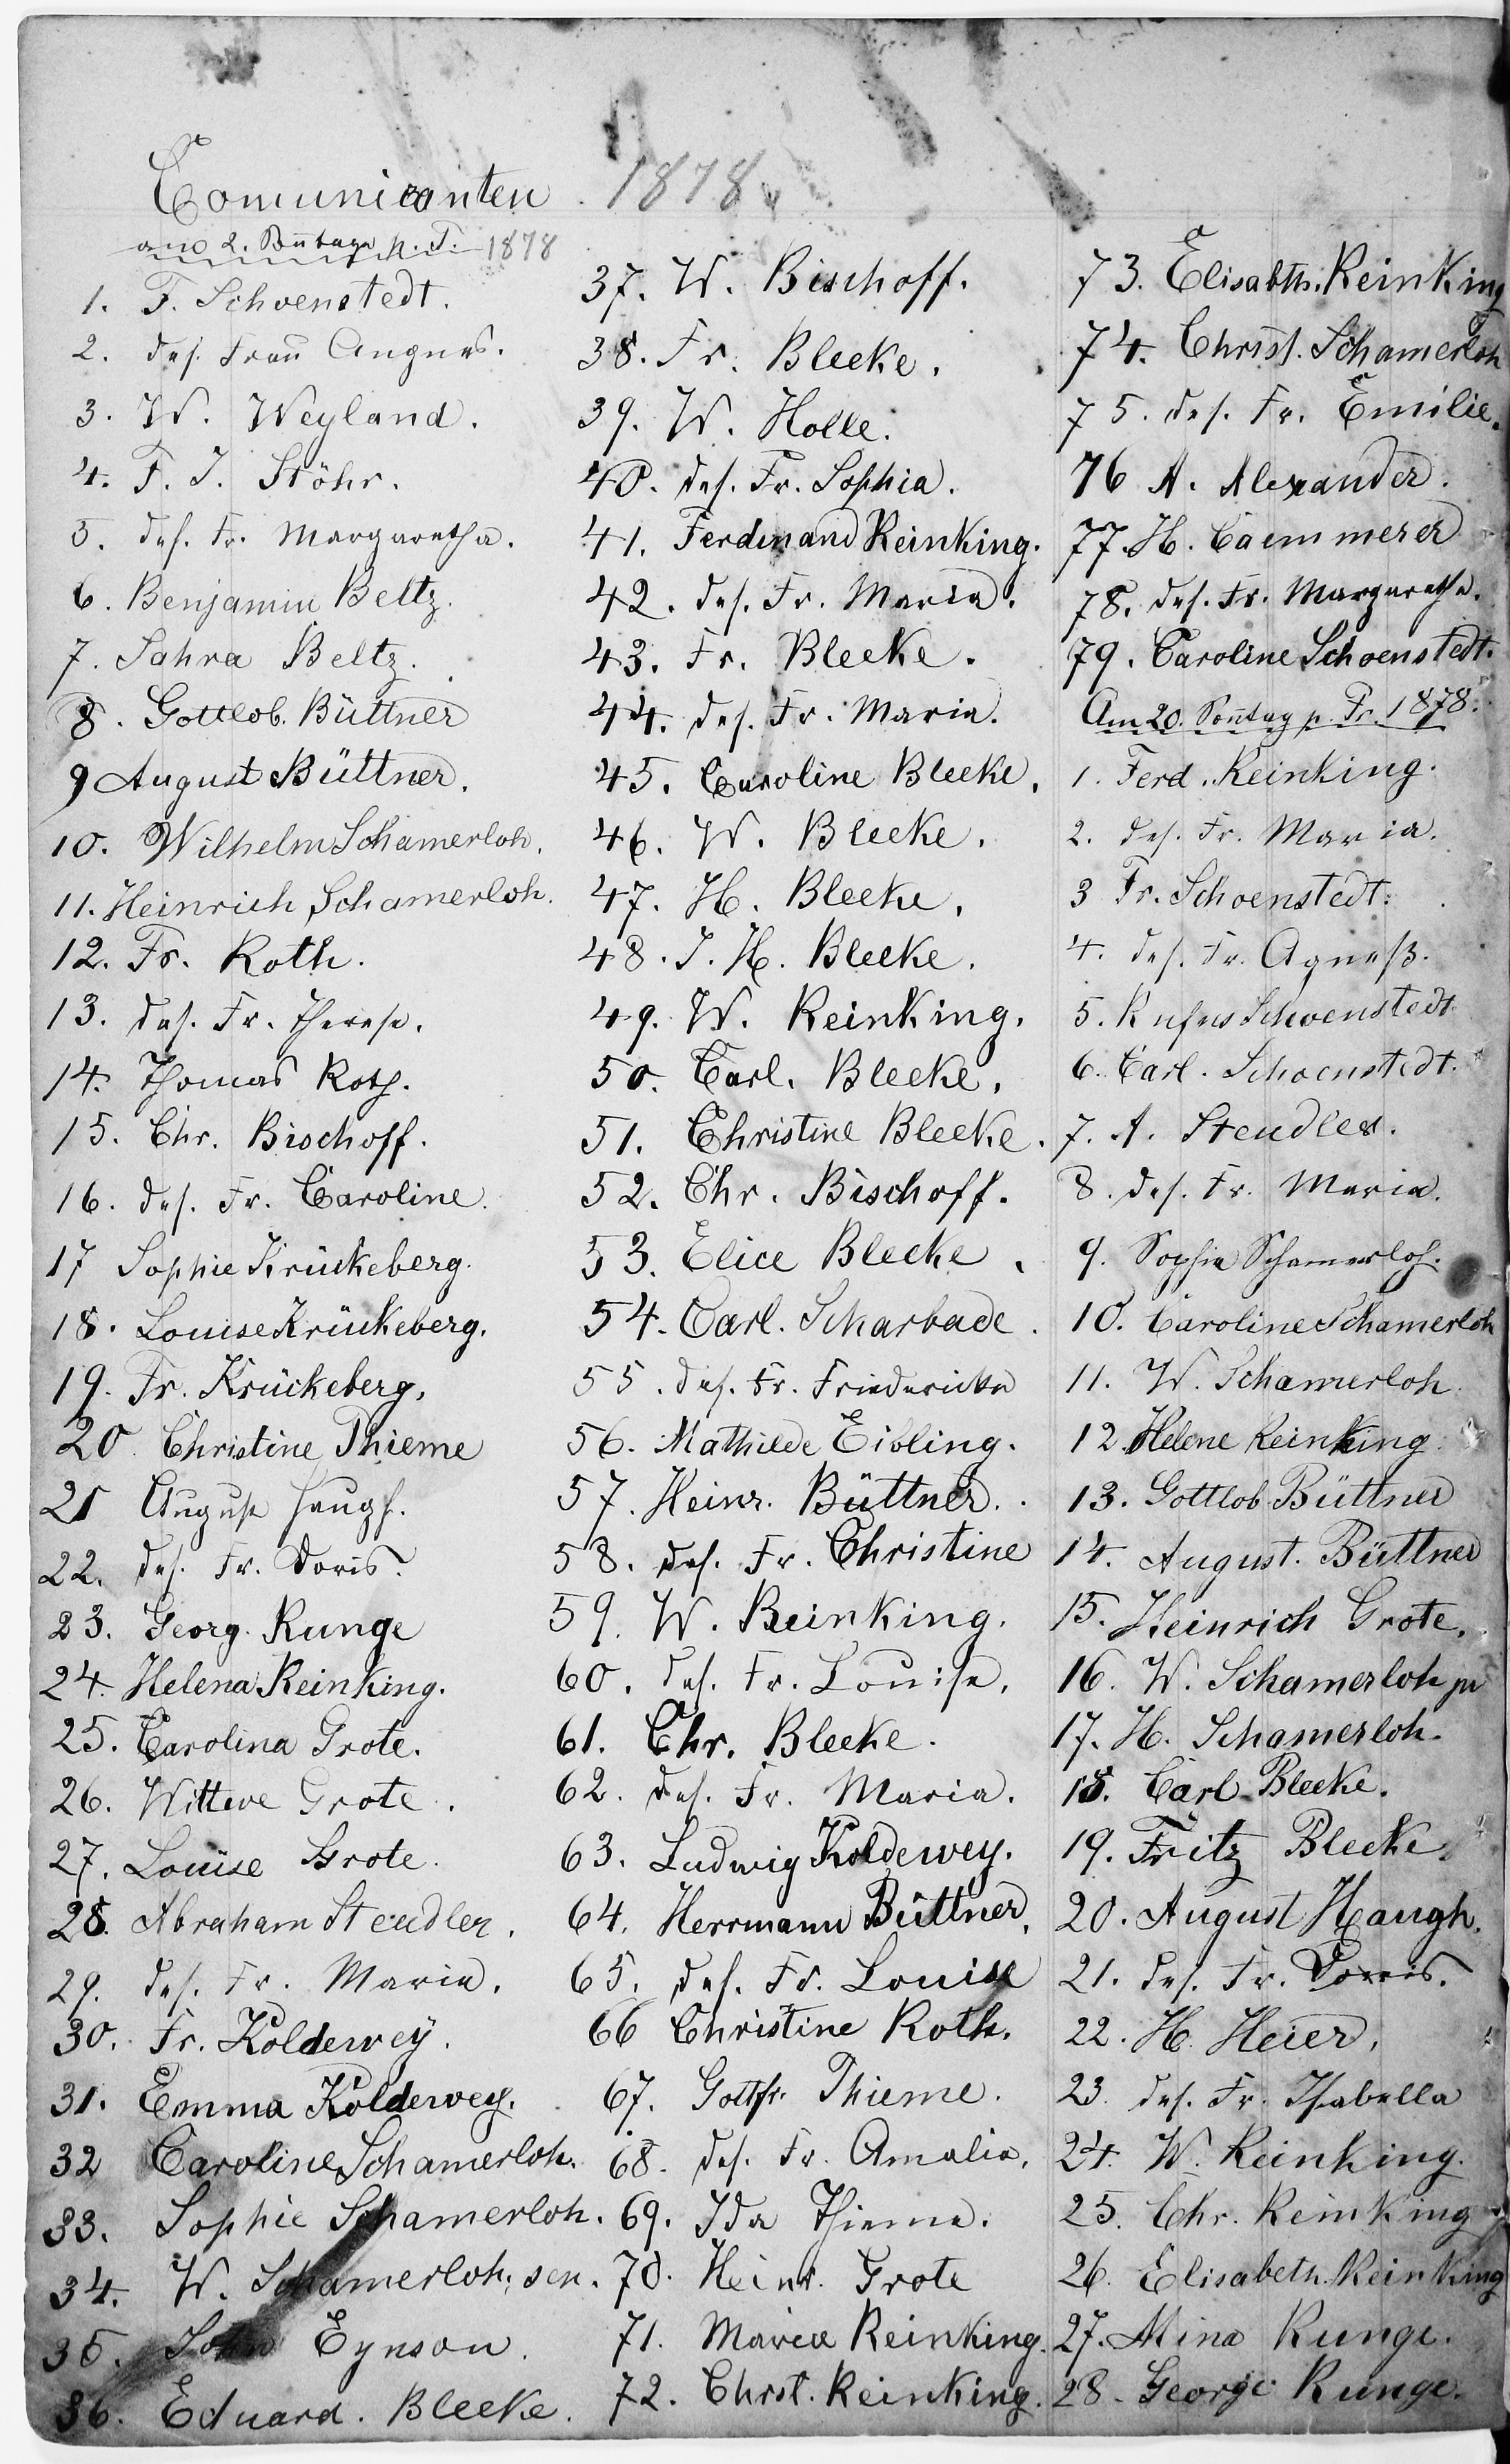 Comunicanten 1878
am 2. Son̄tage p. T. 1878
1. F. Schoenstedt.
2. des. Frau Angnes.
3. W. Weyland.
4. F. J. Stöhr.
5. des. Fr. Margaretha.
6. Benjamin Beltz.
7. Sahra Beltz.
8. Gottlob. Büttner
9 August Büttner.
10. Wilhelm Schamerloh.
11. Heinrich Schamerloh.
12. Fr. Roth.
13. des. Fr. Therese.
14. Thomas Roth.
15. Chr. Bischoff.
16. des. Fr. Caroline.
17 Sophie Krückeberg.
18. Louise Krückeberg.
19. Fr. Krückeberg.
20. Christine Thieme
21 August Haugh.
22. des. Fr. Doris.
23. Georg. Runge
24. Helena Reinking.
25. Carolina Grote.
26. Wittwe Grote.
27. Louise Grote.
28. Abraham Steudler.
29. des. Fr. Maria.
30. Fr. Koldewey.
31. Emma Koldewey.
32 Caroline Schamerloh.
33. Sophie Schamerloh.
34. W. Schamerloh, sen.
35. John Eynson.
36. Eduard. Bleeke.
37. W. Bischoff.
38. Fr. Bleeke.
39. W. Holle.
40. des. Fr. Sophia.
41. Ferdinand Reinking.
42. des. Fr. Maria.
43. Fr. Bleeke.
44. des. Fr. Maria.
45. Caroline Bleeke.
46. W. Bleeke.
47. H. Bleeke.
48. J. H. Bleeke.
49. W. Reinking.
50. Carl. Bleeke.
51. Christine Bleeke.
52. Chr. Bischoff.
53. Elice Bleeke.
54. Carl. Scharbade.
55. des. Fr. Friedericke
56. Mathilde Eibling.
57. Heinr. Büttner.
58. des. Fr. Christine
59. W. Reinking.
60. des. Fr. Louise.
61. Chr. Bleeke.
62. des. Fr. Maria.
63. Ludwig Koldewey.
64. Herrmann Büttner.
65. des. Fr. Louise
66 Christine Roth.
67. Gottfr. Thieme.
68. des. Fr. Amalia.
69. Ida Thieme.
70. Heinr. Grote
71. Maria Reinking.
72. Chrst. Reinking.
73. Elisabth. Reinking
74. Christ. Schamerloh
75. des. Fr. Emilie.
76 A. Alexander.
77. H. Caemmerer
78. des. Fr. Margaretha.
79. Caroline Schoenstedt.
Am 20. Son̄tag p. Tr. 1878.
1. Ferd. Reinking.
2. des. Fr. Maria.
3 Fr. Schoenstedt.
4. des. Fr. Agneß.
5. Rufus Schoenstedt
6. Carl. Schoenstedt.
7. A. Steudler.
8. des. Fr. Maria.
9. Sophia Schamerloh.
10. Caroline Schamerloh
11. W. Schamerloh
12. Helene Reinking
13. Gottlob Büttner
14. August. Büttner
15. Heinrich Grote.
16. W. Schamerloh jn
17. H. Schamerloh.
18. Carl Bleeke.
19. Fritz Bleeke.
20. August Haugh.
21. des. Fr. Dorris.
22. H. Heier.
23. des. Fr. Isabella
24. W. Reinking.
25. Chr. Reinking
26. Elisabeth Reinking
27. Mina Runge.
28. George Runge.